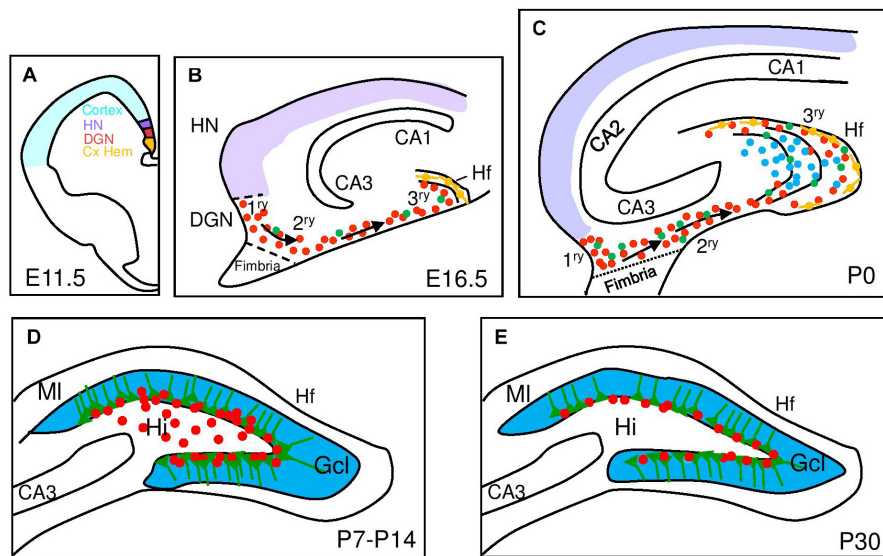 A
Cortex
HN
DGN
Cx Hem
E11.5
B
HN
CA1
CA3
Hf
DGN
1ry
2ry
3ry
Fimbria
E16.5
C
CA1
CA2
3ry
Hf
CA3
1ry
2ry
Fimbria
P0
D
Ml
Hf
Hi
Gcl
CA3
P7-P14
E
Ml
Hf
Hi
Gcl
CA3
P30